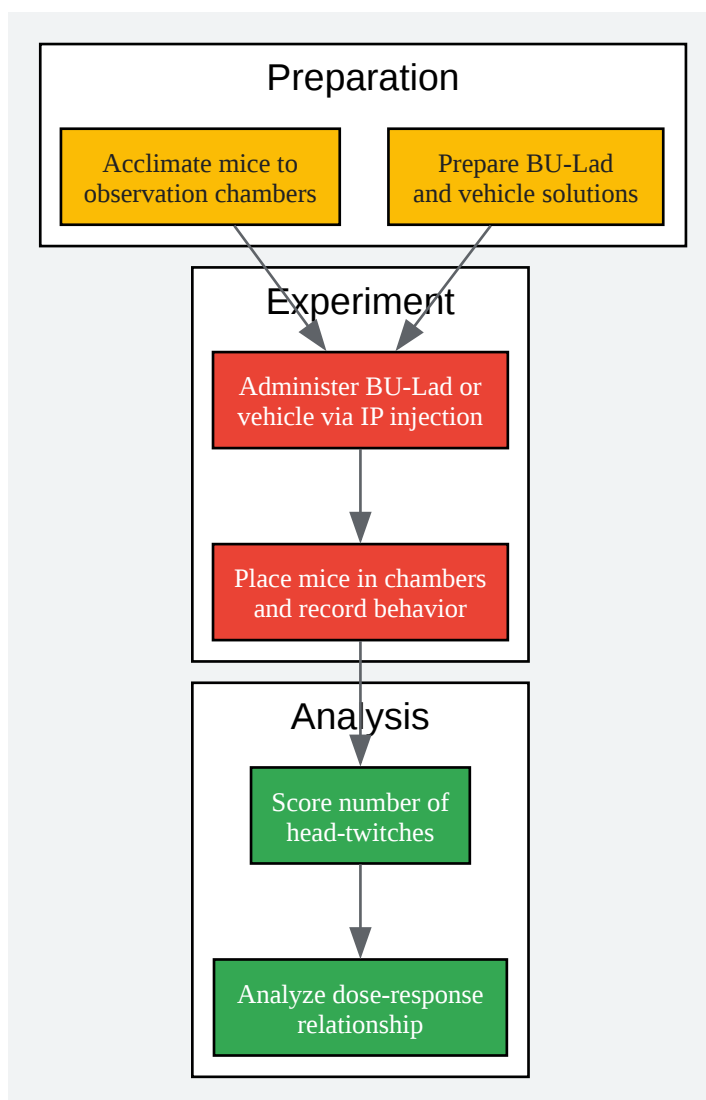 Preparation
Acclimate mice to
observation chambers
Prepare BU-Lad
and vehicle solutions
Experiment
Administer BU-Lad or
vehicle via IP injection
Place mice in chambers
and record behavior
Analysis
Score number of
head-twitches
Analyze dose-response
relationship